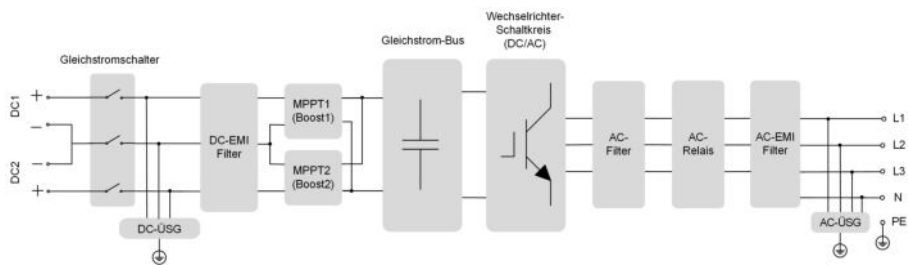 Wechselrichter-
Schaltkreis
(DC/AC)
Gleichstrom-Bus
Gleichstromschalter
DC1
+
−
DC2
−
+
DC-EMI
Filter
MPPT1
(Boost1)
MPPT2
(Boost2)
AC-
Filter
AC-
Relais
AC-EMI
Filter
L1
L2
L3
N
PE
DC-ÜSG
AC-ÜSG